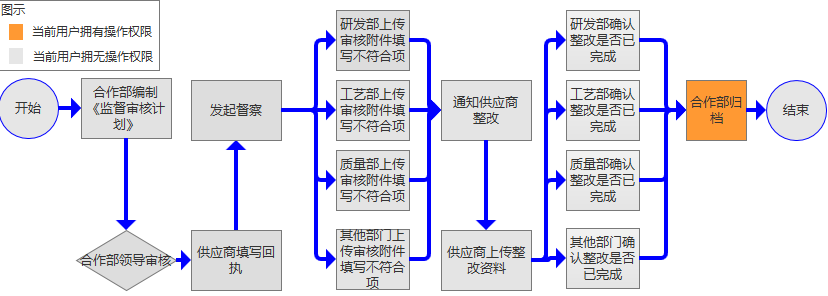 图示
当前用户拥有操作权限
当前用户拥无操作权限
开始
合作部编制
《监督审核计
划》
合作部领导审核
供应商填写回
执
发起督察
研发部上传
审核附件填
写不符合项
工艺部上传
审核附件填
写不符合项
质量部上传
审核附件填
写不符合项
其他部门上
传审核附件
填写不符合
项
通知供应商
整改
供应商上传整
改资料
研发部确认
整改是否已
完成
工艺部确认
整改是否已
完成
质量部确认
整改是否已
完成
其他部门确
认整改是否
已完成
合作部归
档
结束